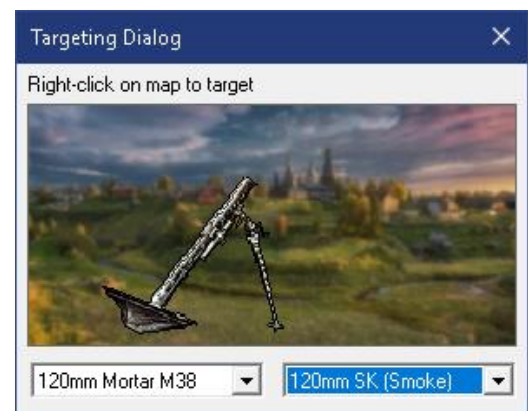 Targeting Dialog
Right-click on map to target
120mm Mortar M38 120mm SK (Smoke)